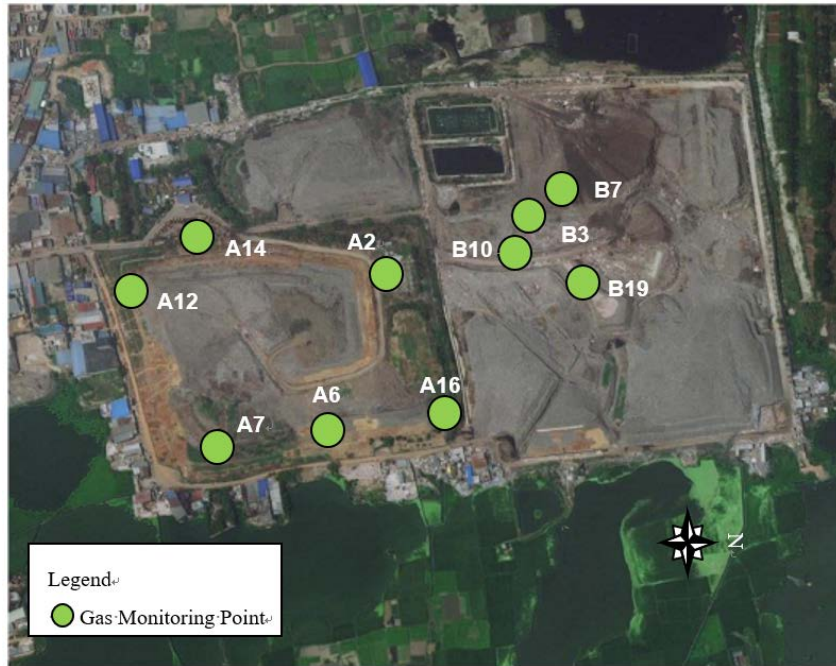 B7
B3
A14
A2
B10
B19
A12
A16
A6
A7
N
Legend
Gas Monitoring Point